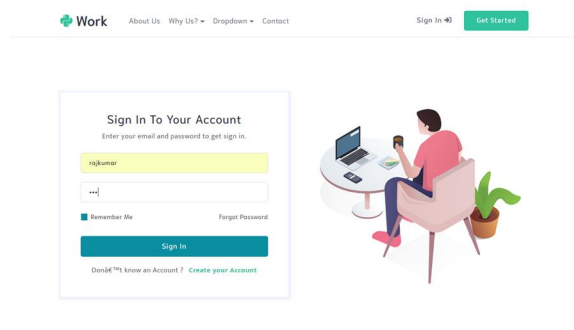 Work About Us Why Us? Dropdown Contact Sign In Get Started
Sign In To Your Account
Enter your email and password to get sign in.
rajkumar
•••
Remember Me Forgot Password
Sign In
Donâ€™t know an Account ? Create your Account